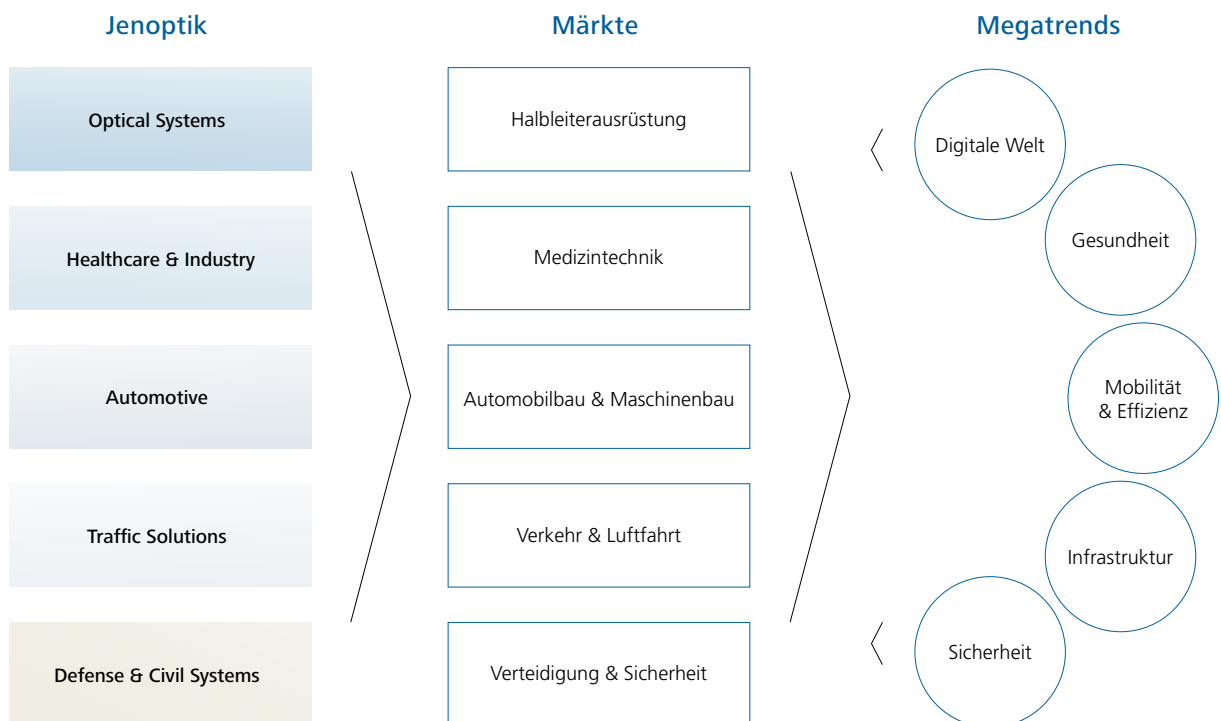 Jenoptik
Märkte
Megatrends
Optical Systems
Healthcare & Industry
Automotive
Traffic Solutions
Defense & Civil Systems
Halbleiterausrüstung
Medizintechnik
Automobilbau & Maschinenbau
Verkehr & Luftfahrt
Verteidigung & Sicherheit
Digitale Welt
Gesundheit
Mobilität
& Effizienz
Infrastruktur
Sicherheit